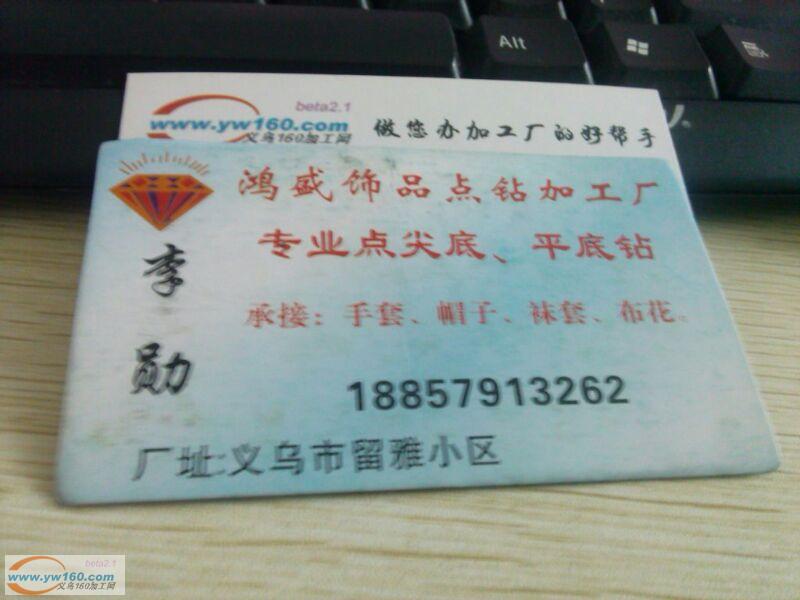 Alt
beta2.1
www.yw160.com
义乌160加工网
做您办加工厂的好帮手
鸿盛饰品点钻加工厂
专业点尖底、平底钻
李勋
承接：手套、帽子、袜套、布花。
18857913262
厂址:义乌市留雅小区
beta2.1
www.yw160.com
义乌160加工网